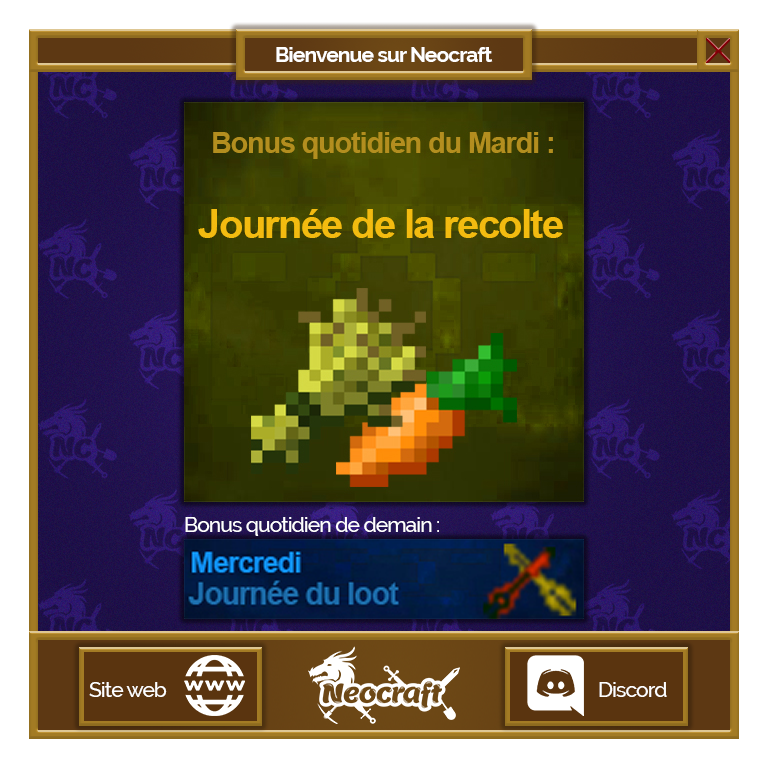 Bienvenue sur Neocraft
Bonus quotidien du Mardi :
Journée de la recolte
Bonus quotidien de demain :
Mercredi
Journée du loot
Site web
WWW
Neocraft
Discord
NC